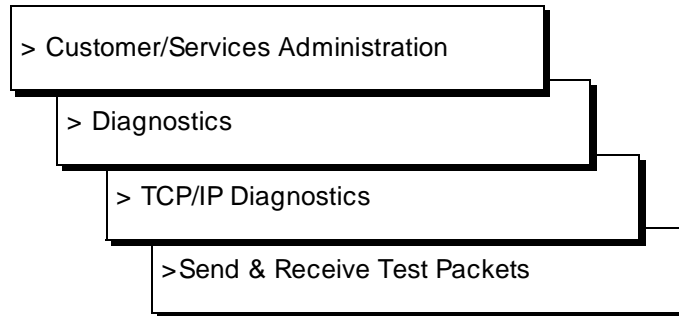 > Customer/Services Administration
> Diagnostics
> TCP/IP Diagnostics
>Send & Receive Test Packets